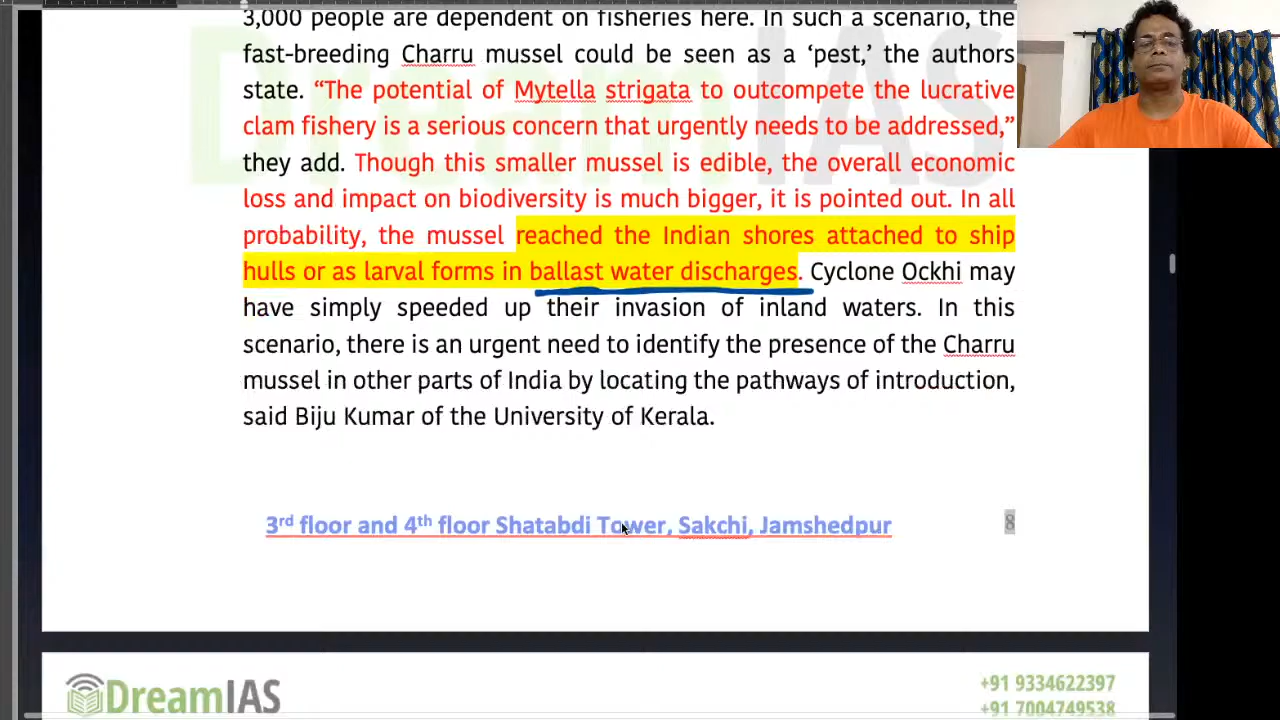 3,000 people are dependent on fisheries here. In such a scenario, the
fast-breeding Charru mussel could be seen as a ‘pest,’ the authors
state. “The potential of Mytella strigata to outcompete the lucrative
clam fishery is a serious concern that urgently needs to be addressed,”
they add. Though this smaller mussel is edible, the overall economic
loss and impact on biodiversity is much bigger, it is pointed out. In all
probability, the mussel reached the Indian shores attached to ship
hulls or as larval forms in ballast water discharges. Cyclone Ockhi may
have simply speeded up their invasion of inland waters. In this
scenario, there is an urgent need to identify the presence of the Charru
mussel in other parts of India by locating the pathways of introduction,
said Biju Kumar of the University of Kerala.
3rd floor and 4th floor Shatabdi Tower, Sakchi, Jamshedpur
8
DreamIAS
+91 9334622397
+91 7004749538